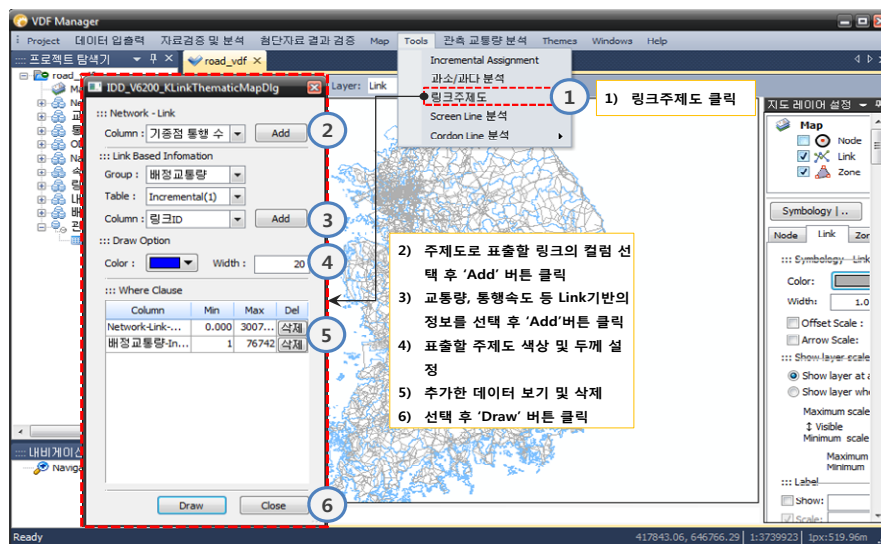 VDF Manager
Project 데이터 입출력 자료검증 및 분석 첨단자료 결과 검증 Map Tools 관측 교통량 분석 Themes Windows Help
프로젝트 탐색기
road_vdf
Layer: Link
Incremental Assignment
과소/과다 분석
링크주제도
Screen Line 분석
Cordon Line 분석
1
1) 링크주제도 클릭
IDD_V6200_KLinkThematicMapDlg
::: Network - Link
Column : 기종점 통행 수 Add
2
::: Link Based Infomation
Group : 배정교통량
Table : Incremental(1)
Column : 링크ID Add
3
::: Draw Option
Color : Width : 20
4
::: Where Clause
Column Min Max Del
Network-Link-... 0.000 3007... 삭제
배정교통량-In... 1 76742 삭제
5
Draw Close
6
2) 주제도로 표출할 링크의 컬럼 선
택 후 ‘Add’ 버튼 클릭
3) 교통량, 통행속도 등 Link기반의
정보를 선택 후 ‘Add’버튼 클릭
4) 표출할 주제도 색상 및 두께 설
정
5) 추가한 데이터 보기 및 삭제
6) 선택 후 ‘Draw’ 버튼 클릭
지도 레이어 설정
Map
Node
Link
Zone
Symbology | ..
Node Link Zor
::: Symbology Link
Color:
Width: 1.0
Offset Scale :
Arrow Scale:
::: Show layer scale
Show layer at a
Show layer whe
Maximum scale
Visible
Minimum scale
Maximum
Minimum
::: Label
Show:
Scale:
내비게이션
Naviga
Ready
417843.06, 646766.29 1:3739923 1px:519.96m